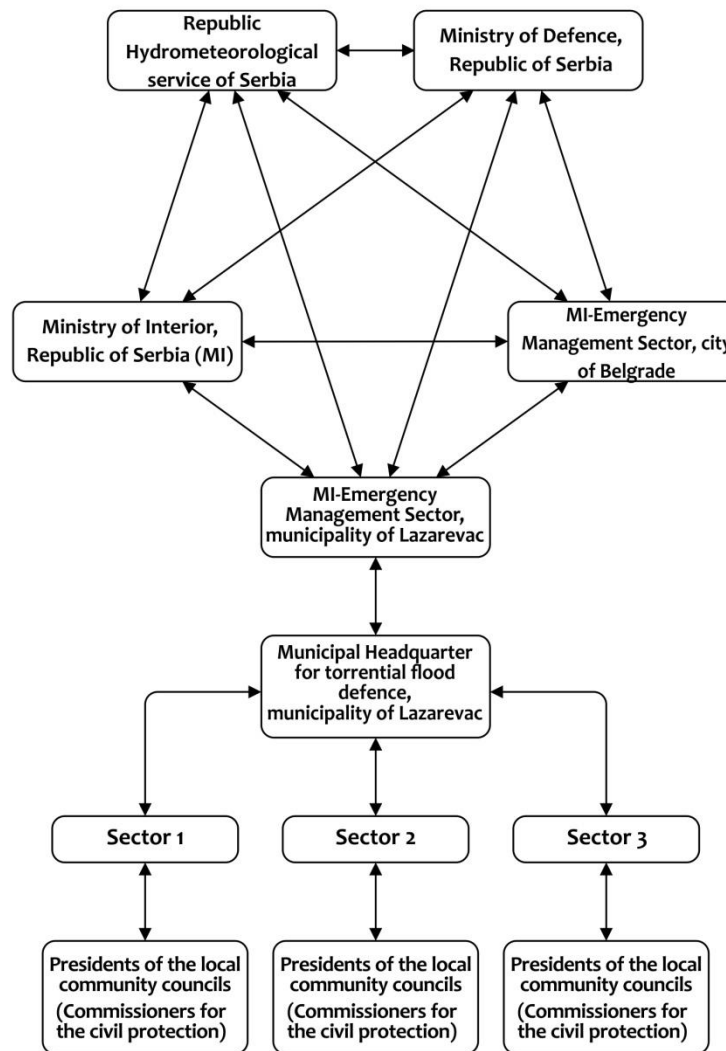 Republic
Hydrometeorological
service of Serbia
Ministry of Defence,
Republic of Serbia
Ministry of Interior,
Republic of Serbia (MI)
MI-Emergency
Management Sector, city
of Belgrade
MI-Emergency
Management Sector,
municipality of Lazarevac
Municipal Headquarter
for torrential flood
defence,
municipality of Lazarevac
Sector 1
Sector 2
Sector 3
Presidents of the local
community councils
(Commissioners for
the civil protection)
Presidents of the local
community councils
(Commissioners for
the civil protection)
Presidents of the local
community councils
(Commissioners for
the civil protection)